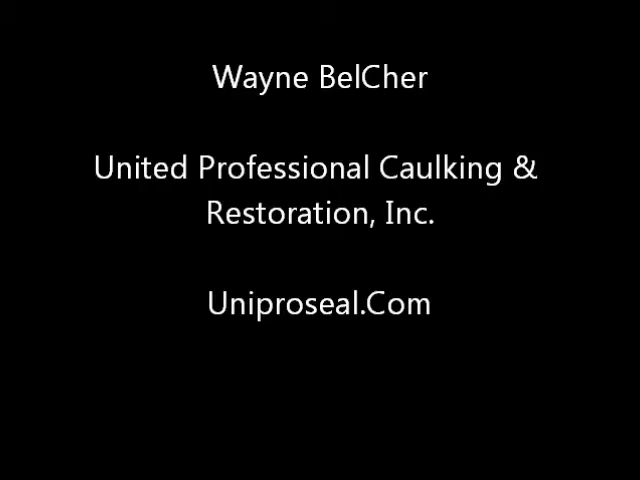 Wayne BelCher
United Professional Caulking &
Restoration, Inc.
Uniproseal.Com